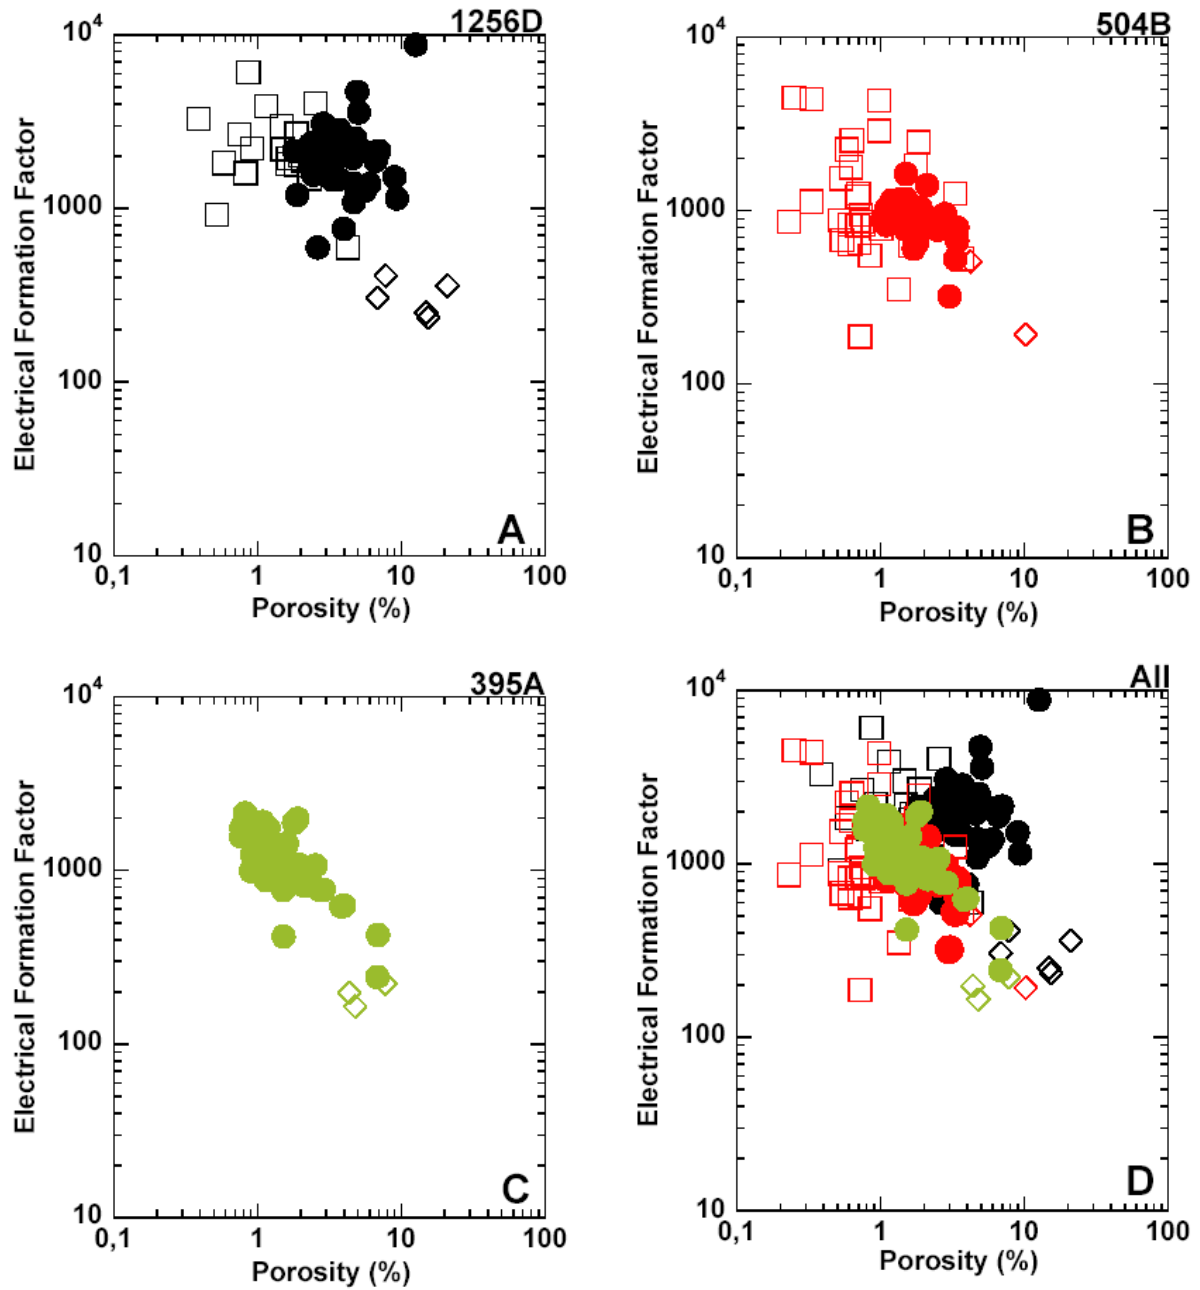 1256D
10⁴
1000
100
10
Electrical Formation Factor
A
0,1 1 10 100
Porosity (%)
504B
10⁴
1000
100
10
Electrical Formation Factor
B
0,1 1 10 100
Porosity (%)
395A
10⁴
1000
100
10
Electrical Formation Factor
C
0,1 1 10 100
Porosity (%)
All
10⁴
1000
100
10
Electrical Formation Factor
D
0,1 1 10 100
Porosity (%)